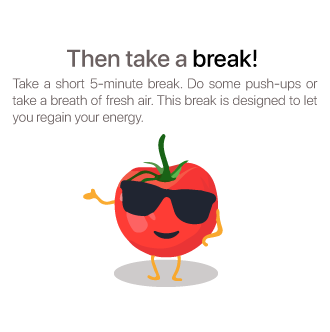 Then take a break!
Take a short 5-minute break. Do some push-ups or
take a breath of fresh air. This break is designed to let
you regain your energy.